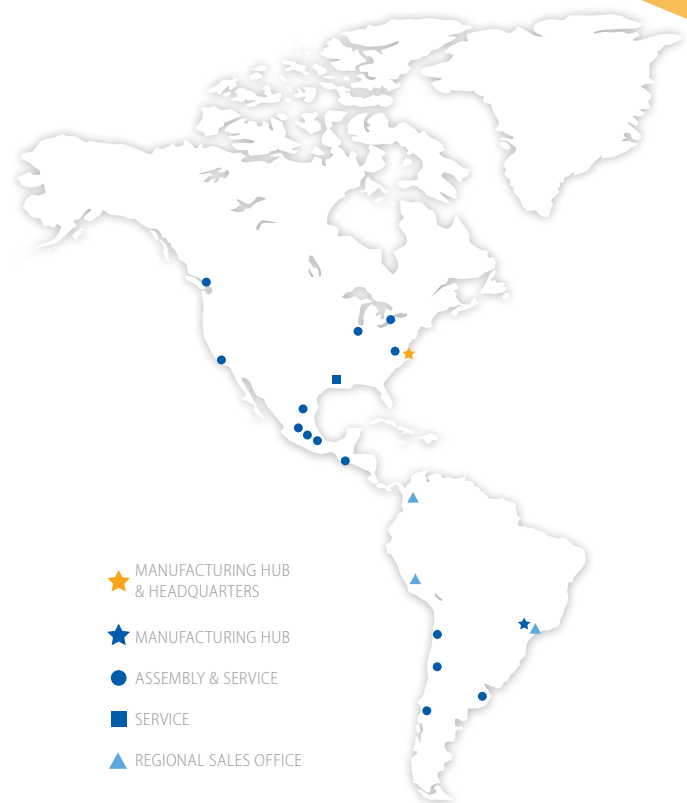 MANUFACTURING HUB
& HEADQUARTERS
MANUFACTURING HUB
ASSEMBLY & SERVICE
SERVICE
REGIONAL SALES OFFICE